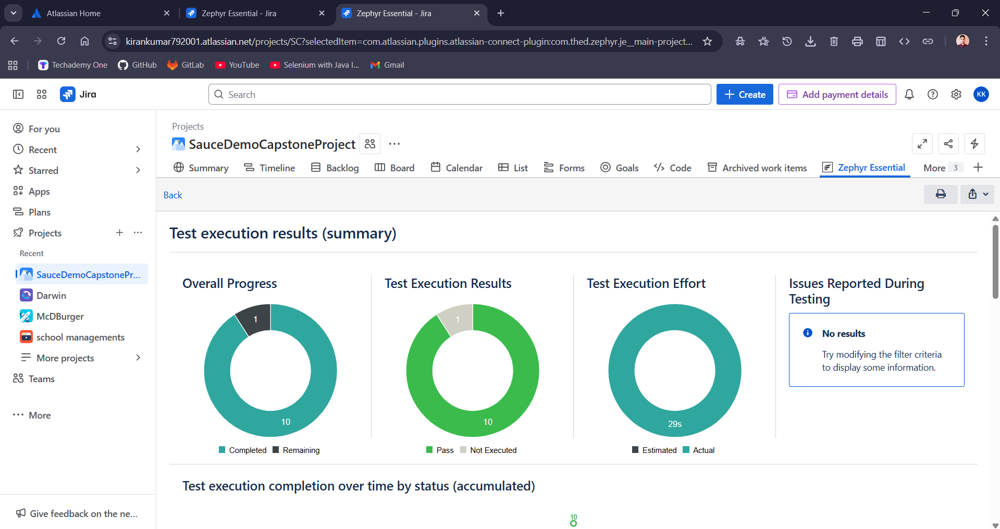 Atlassian Home
Zephyr Essential - Jira
Zephyr Essential - Jira
kirankumar792001.atlassian.net/projects/SC?selectedItem=com.atlassian.plugins.atlassian-connect-plugin:com.thed.zephyr.je__main-project...
Techademy One
GitHub
GitLab
YouTube
Selenium with Java I...
Gmail
Jira
Search
Create
Add payment details
KK
For you
Recent
Starred
Apps
Plans
Projects
Recent
SauceDemoCapstonePr...
Darwin
McDBurger
school managements
More projects
Teams
More
Give feedback on the ne...
Projects
SauceDemoCapstoneProject
Summary
Timeline
Backlog
Board
Calendar
List
Forms
Goals
Code
Archived work items
Zephyr Essential
More 3
Back
Test execution results (summary)
Overall Progress
1
10
Completed Remaining
Test Execution Results
1
10
Pass Not Executed
Test Execution Effort
29s
Estimated Actual
Issues Reported During
Testing
No results
Try modifying the filter criteria
to display some information.
Test execution completion over time by status (accumulated)
10